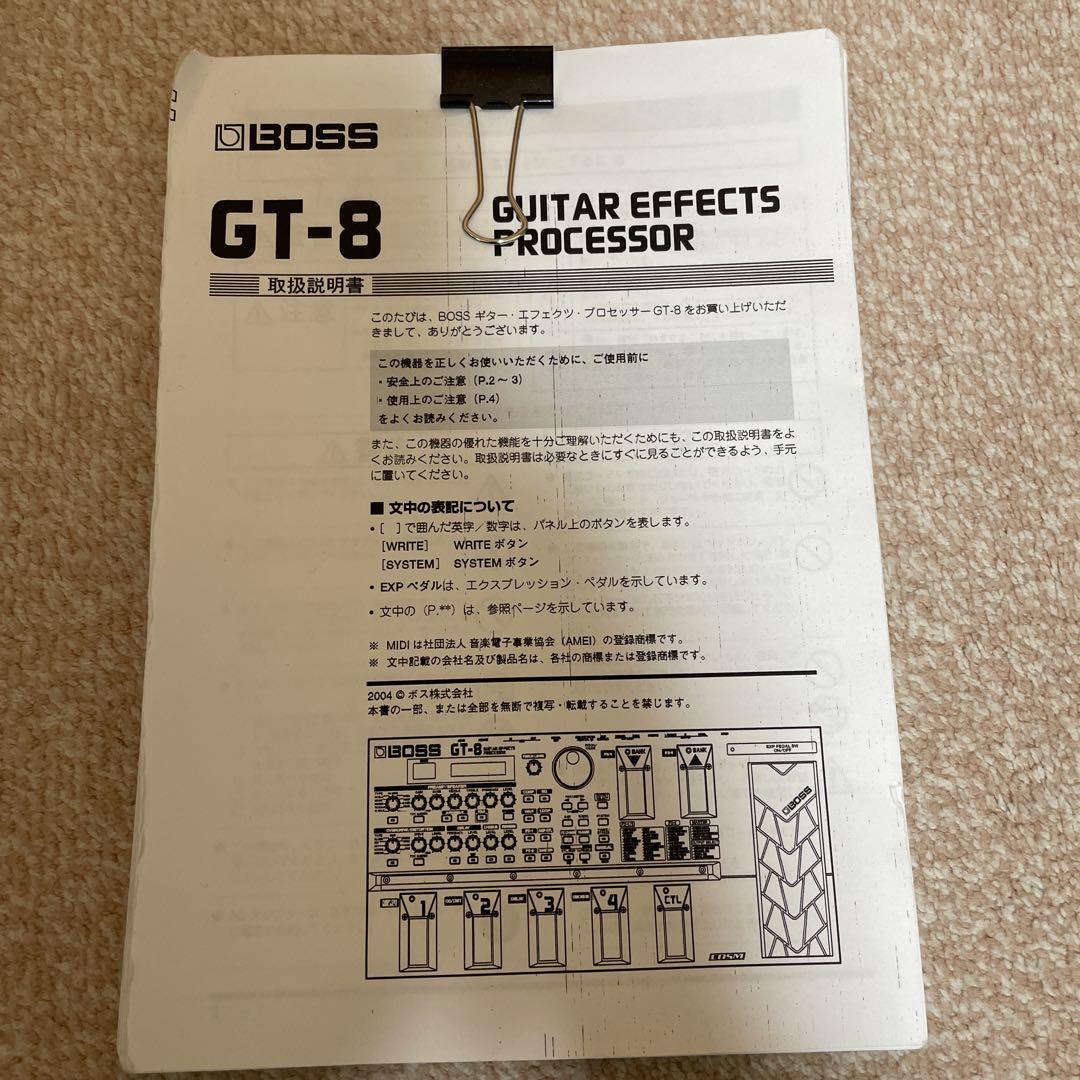 BOSS
GT-8
GUITAR EFFECTS
PROCESSOR
取扱説明書
このたびは、BOSS ギター・エフェクツ・プロセッサー GT-8 をお買い上げいただ
きまして、ありがとうございます。
この機器を正しくお使いいただくために、ご使用前に
・安全上のご注意（P.2～3）
・使用上のご注意（P.4）
をよくお読みください。
また、この機器の優れた機能を十分ご理解いただくためにも、この取扱説明書をよ
くお読みください。取扱説明書は必要なときにすぐに見ることができるよう、手元
に置いてください。
■ 文中の表記について
• [ ] で囲んだ英字／数字は、パネル上のボタンを表します。
[WRITE] WRITE ボタン
[SYSTEM] SYSTEM ボタン
• EXP ペダルは、エクスプレッション・ペダルを示しています。
• 文中の（P.**）は、参照ページを示しています。
※ MIDI は社団法人 音楽電子事業協会（AMEI）の登録商標です。
※ 文中記載の会社名及び製品名は、各社の商標または登録商標です。
2004 © ボス株式会社
本書の一部、または全部を無断で複写・転載することを禁じます。
BOSS GT-8 GUITAR EFFECTS PROCESSOR
BANK
BANK
EXP PEDAL SW
ON/OFF
PREAMP/SPEAKER
OVERDRIVE/DISTORTION
DELAY
CHORUS
BOSS
1
2
3
4
CTL
COSM